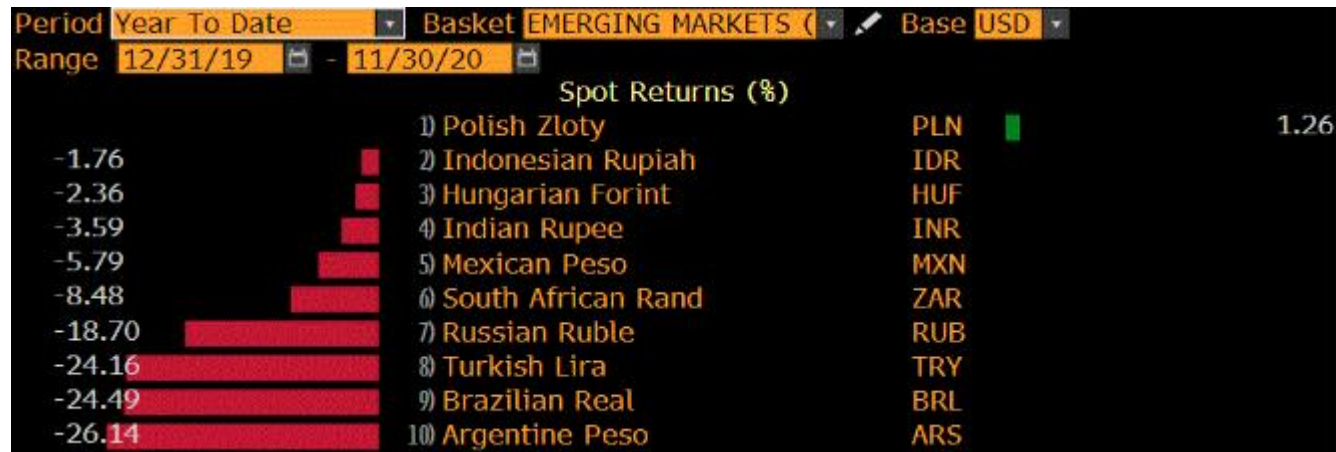 Period Year To Date Basket EMERGING MARKETS ( Base USD
Range 12/31/19 - 11/30/20
Spot Returns (%)
1) Polish Zloty PLN 1.26
-1.76 2) Indonesian Rupiah IDR
-2.36 3) Hungarian Forint HUF
-3.59 4) Indian Rupee INR
-5.79 5) Mexican Peso MXN
-8.48 6) South African Rand ZAR
-18.70 7) Russian Ruble RUB
-24.16 8) Turkish Lira TRY
-24.49 9) Brazilian Real BRL
-26.14 10) Argentine Peso ARS